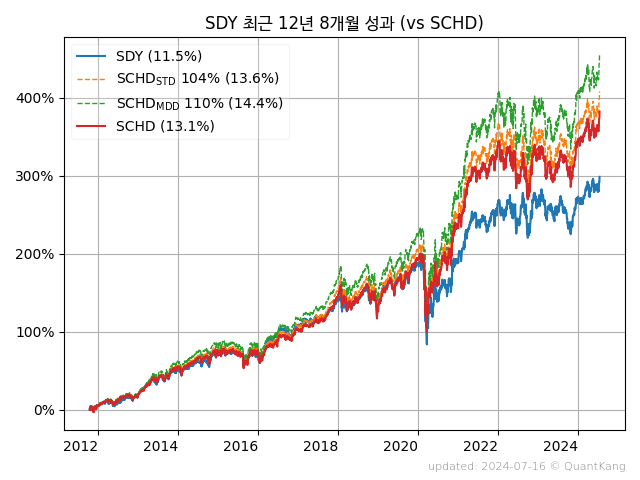 SDY 최근 12년 8개월 성과 (vs SCHD)
SDY (11.5%)
SCHD_STD 104% (13.6%)
SCHD_MDD 110% (14.4%)
SCHD (13.1%)
400%
300%
200%
100%
0%
2012 2014 2016 2018 2020 2022 2024
updated: 2024-07-16 © QuantKang